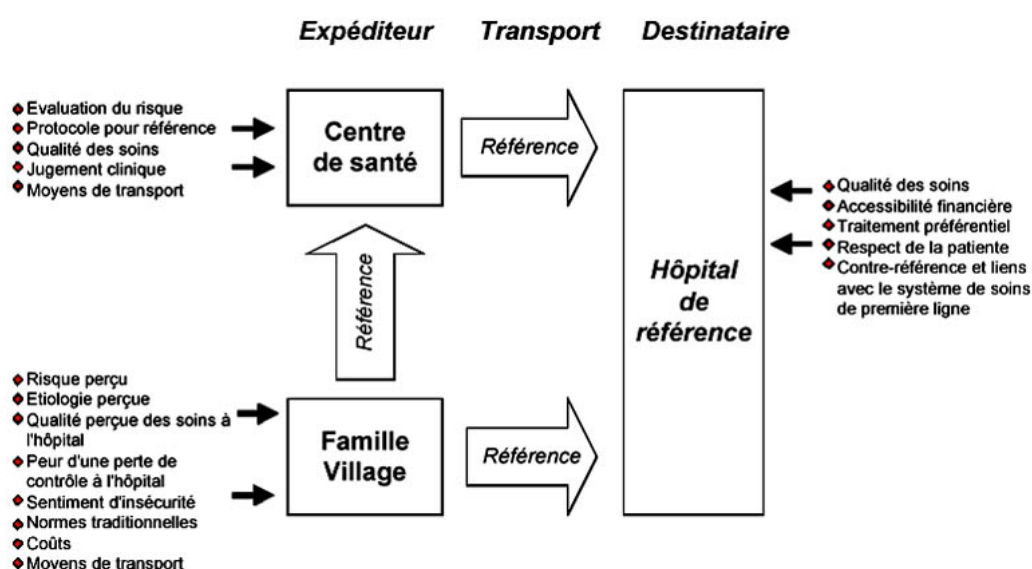 Expéditeur Transport Destinataire
Evaluation du risque
Protocole pour référence
Qualité des soins
Jugement clinique
Moyens de transport
Centre
de santé
Référence
Qualité des soins
Accessibilité financière
Traitement préférentiel
Respect de la patiente
Contre-référence et liens
avec le système de soins
de première ligne
Hôpital
de
référence
Référence
Risque perçu
Etiologie perçue
Qualité perçue des soins à
l'hôpital
Peur d'une perte de
contrôle à l'hôpital
Sentiment d'insécurité
Normes traditionnelles
Coûts
Moyens de transport
Famille
Village
Référence